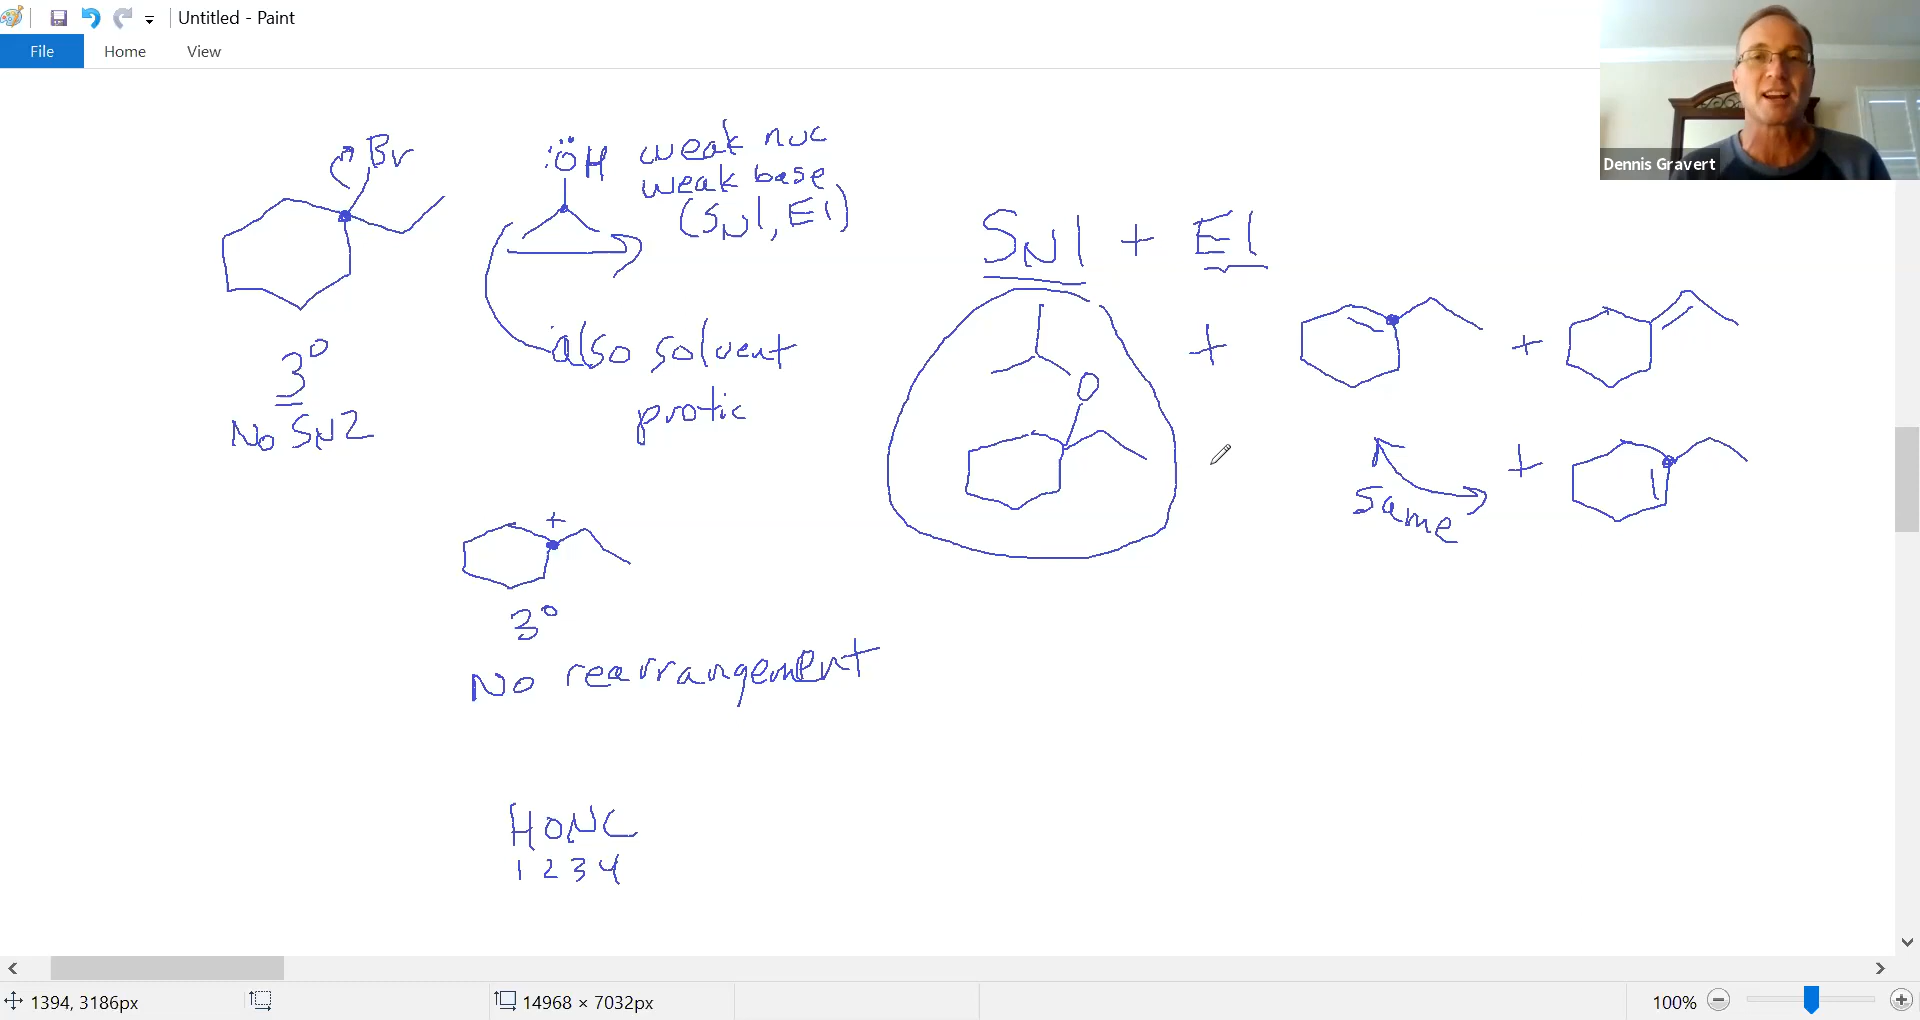 Untitled - Paint
File Home View
Dennis Gravert
Br
:ÖH
weak nuc
weak base
(SN1, E1)
SN1 + E1
3°
No SN2
also solvent
protic
O
+
+
same
+
+
3°
No rearrangement
HONC
1 2 3 4
1394, 3186px
14968 × 7032px
100%